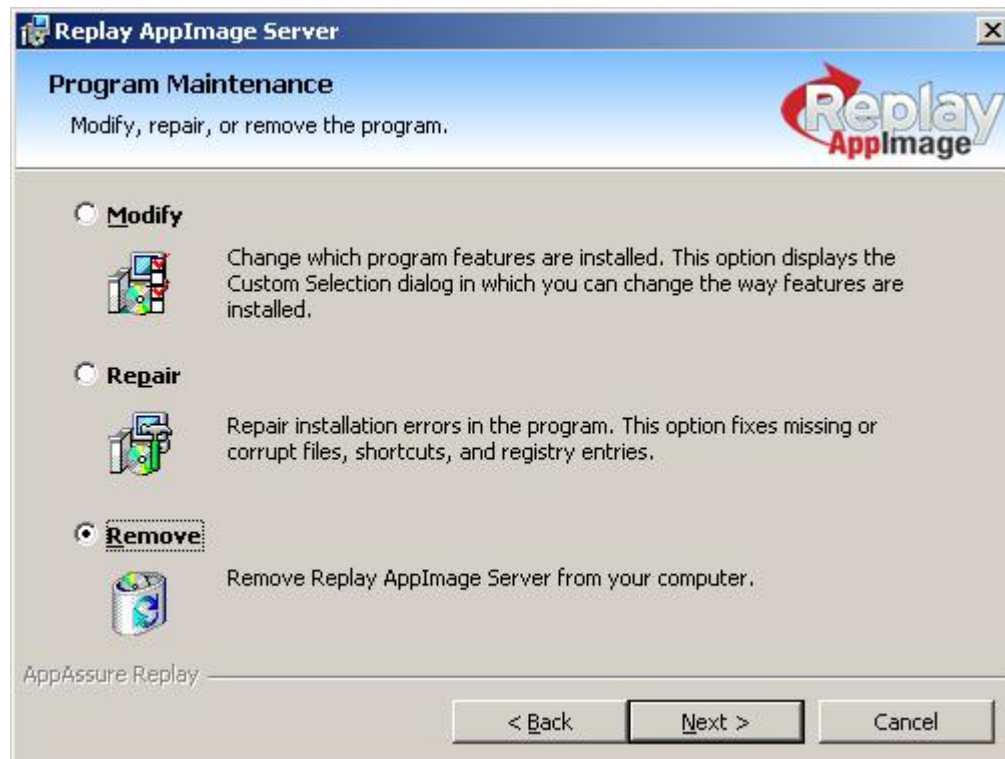 Replay AppImage Server
Program Maintenance
Modify, repair, or remove the program.
Replay
AppImage
Modify
Change which program features are installed. This option displays the
Custom Selection dialog in which you can change the way features are
installed.
Repair
Repair installation errors in the program. This option fixes missing or
corrupt files, shortcuts, and registry entries.
Remove
Remove Replay AppImage Server from your computer.
AppAssure Replay
< Back
Next >
Cancel